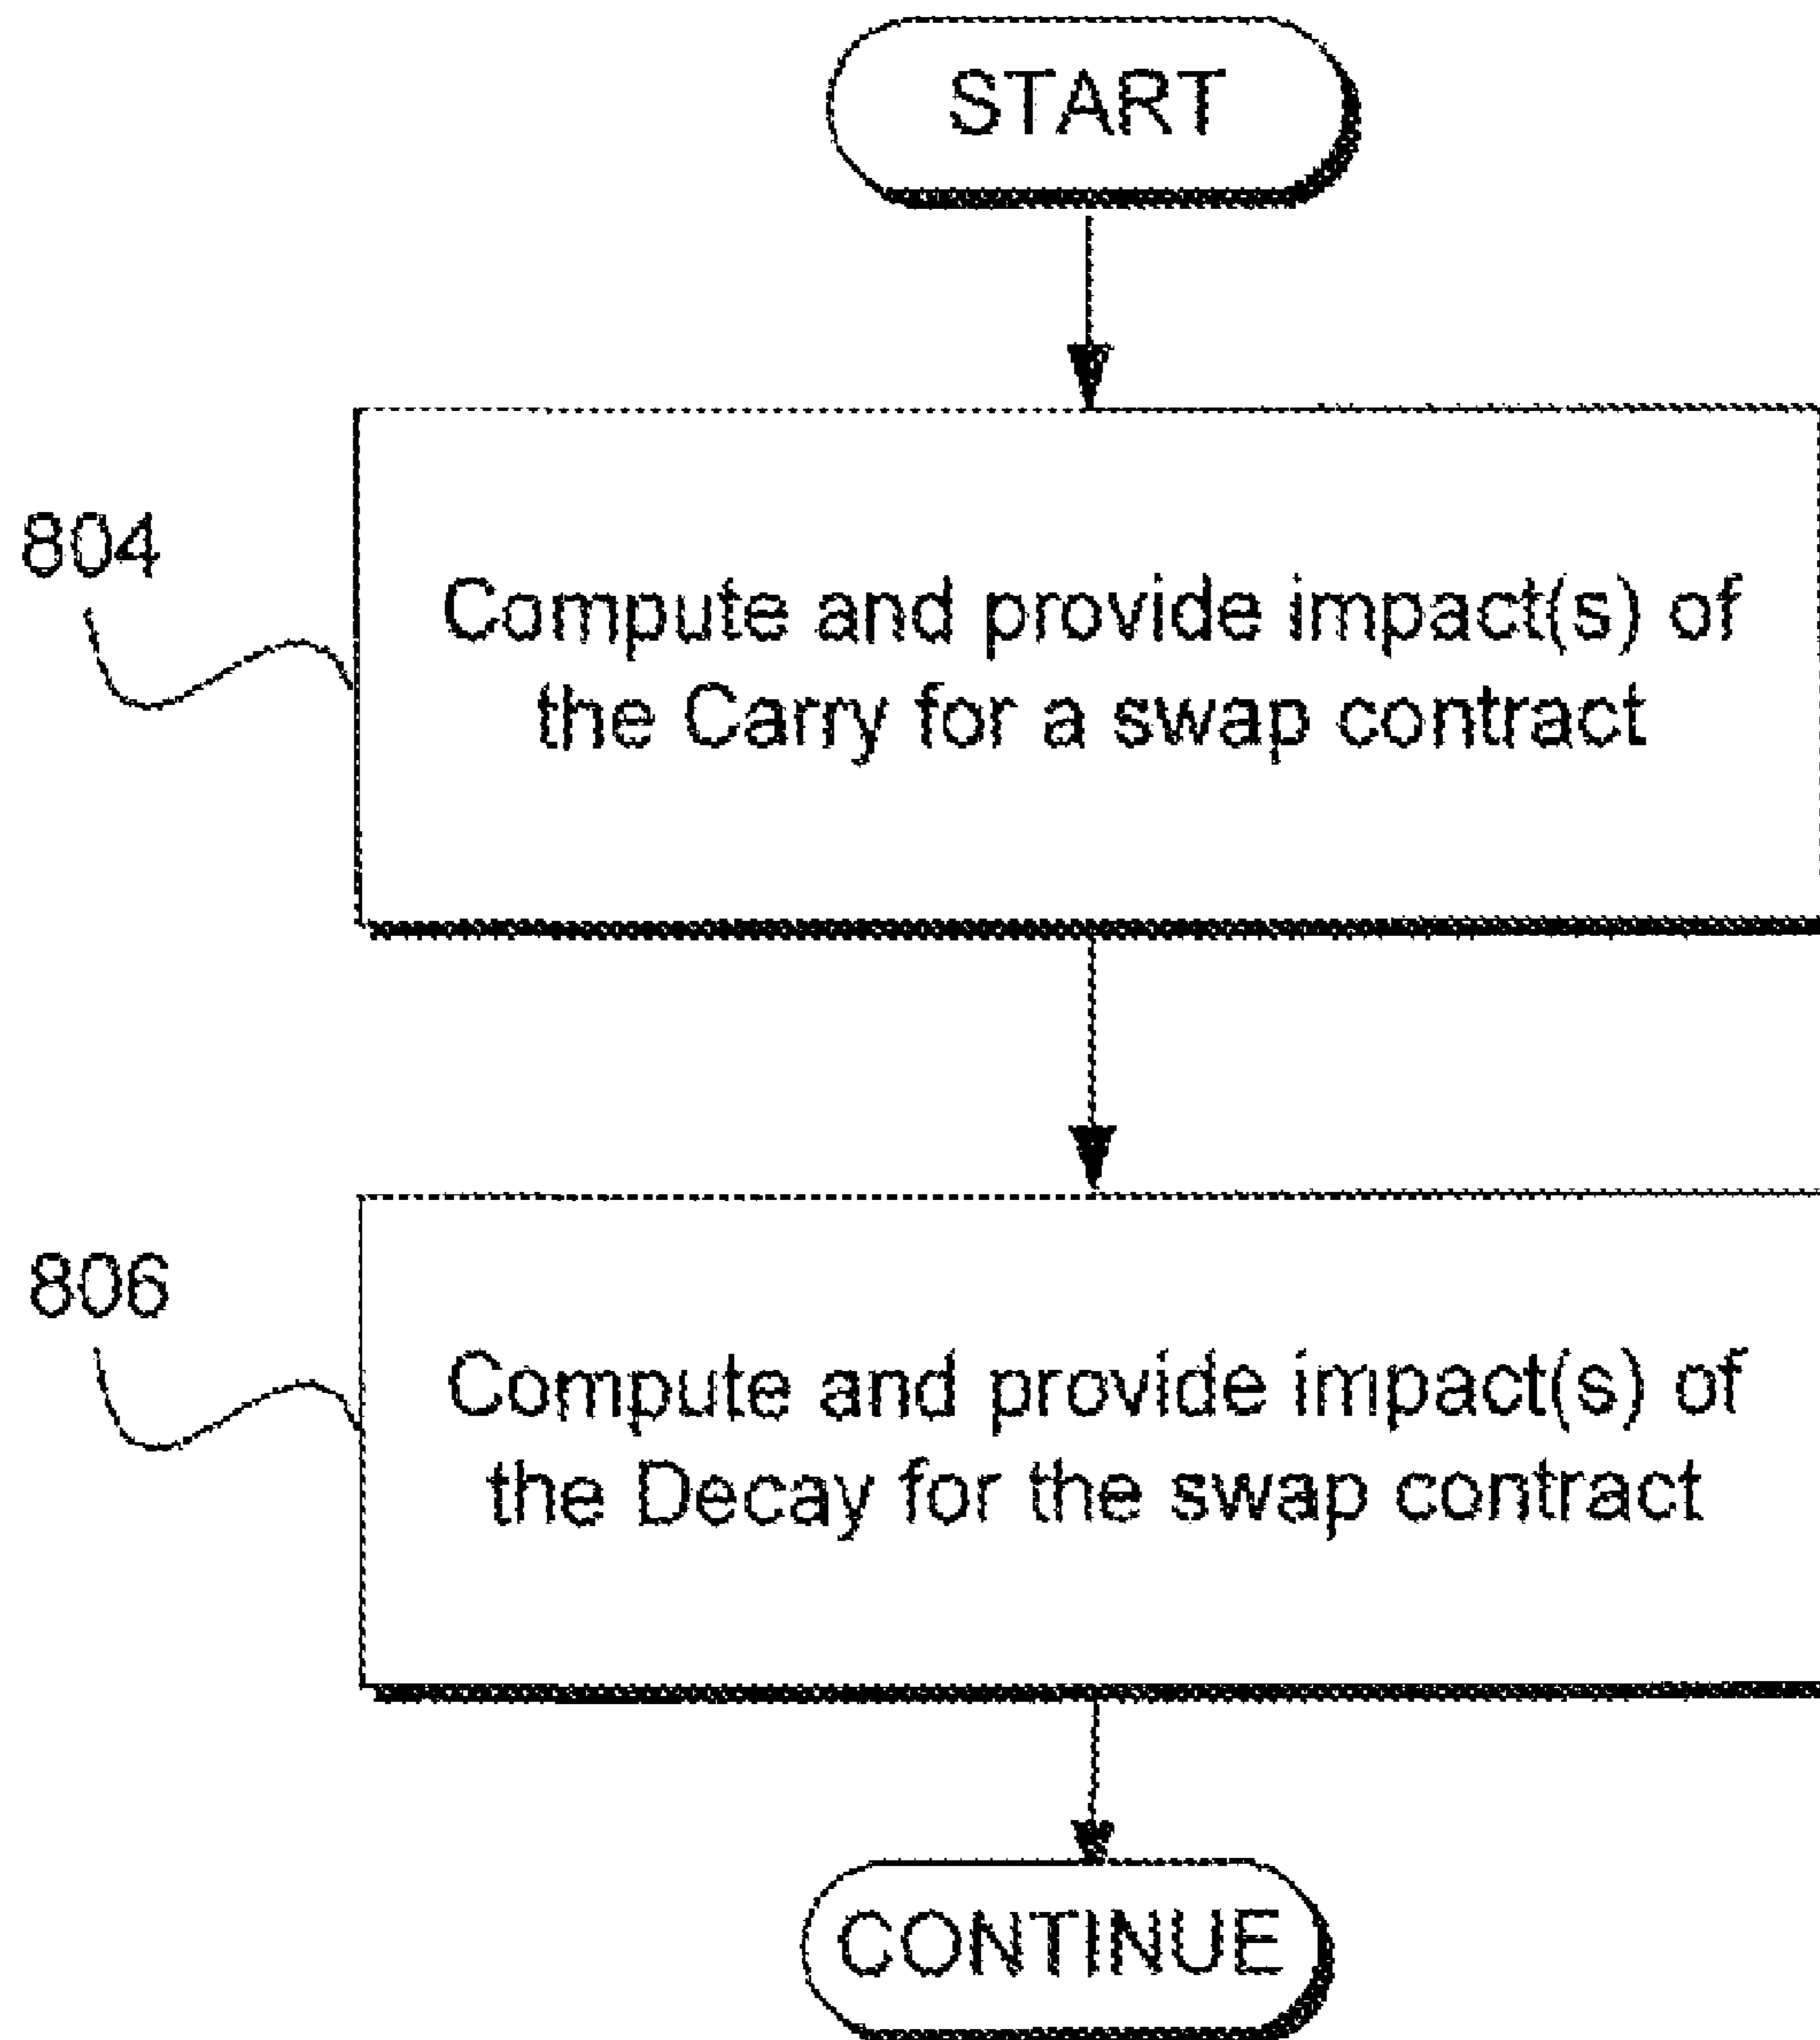 START
804
Compute and provide impact(s) of
the Carry for a swap contract
806
Compute and provide impact(s) of
the Decay for the swap contract
CONTINUE